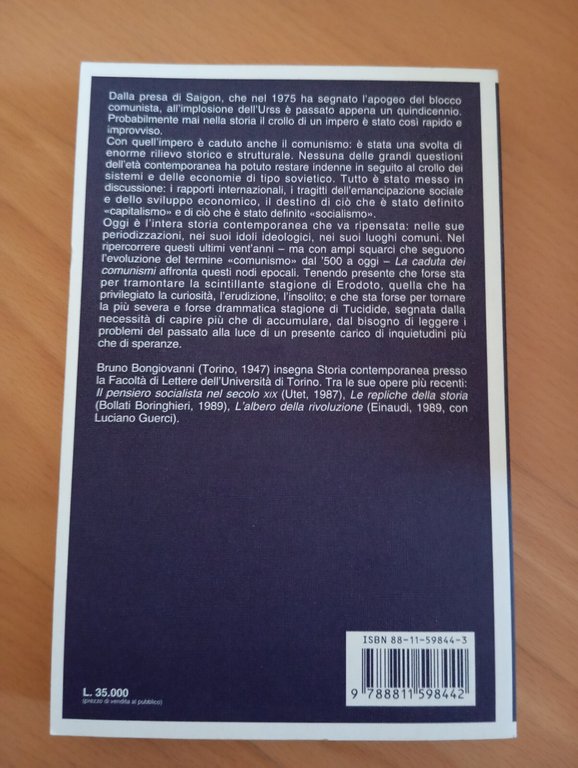 Dalla presa di Saigon, che nel 1975 ha segnato l'apogeo del blocco
comunista, all'implosione dell'Urss è passato appena un quindicennio.
Probabilmente mai nella storia il crollo di un impero è stato così rapido e
improvviso.
Con quell'impero è caduto anche il comunismo: è stata una svolta di
enorme rilievo storico e strutturale. Nessuna delle grandi questioni
dell'età contemporanea ha potuto restare indenne in seguito al crollo dei
sistemi e delle economie di tipo sovietico. Tutto è stato messo in
discussione: i rapporti internazionali, i tragitti dell'emancipazione sociale
e dello sviluppo economico, il destino di ciò che è stato definito
«capitalismo» e di ciò che è stato definito «socialismo».
Oggi è l'intera storia contemporanea che va ripensata: nelle sue
periodizzazioni, nei suoi idoli ideologici, nei suoi luoghi comuni. Nel
ripercorrere questi ultimi vent'anni – ma con ampi squarci che seguono
l'evoluzione del termine «comunismo» dal '500 a oggi – La caduta dei
comunismi affronta questi nodi epocali. Tenendo presente che forse sta
per tramontare la scintillante stagione di Erodoto, quella che ha
privilegiato la curiosità, l'erudizione, l'insolito; e che sta forse per tornare
la più severa e forse drammatica stagione di Tucidide, segnata dalla
necessità di capire più che di accumulare, dal bisogno di leggere i
problemi del passato alla luce di un presente carico di inquietudini più
che di speranze.
Bruno Bongiovanni (Torino, 1947) insegna Storia contemporanea presso
la Facoltà di Lettere dell'Università di Torino. Tra le sue opere più recenti:
Il pensiero socialista nel secolo XIX (Utet, 1987), Le repliche della storia
(Bollati Boringhieri, 1989), L'albero della rivoluzione (Einaudi, 1989, con
Luciano Guerci).
ISBN 88-11-59844-3
9 788811 598442
L. 35.000
(prezzo di vendita al pubblico)